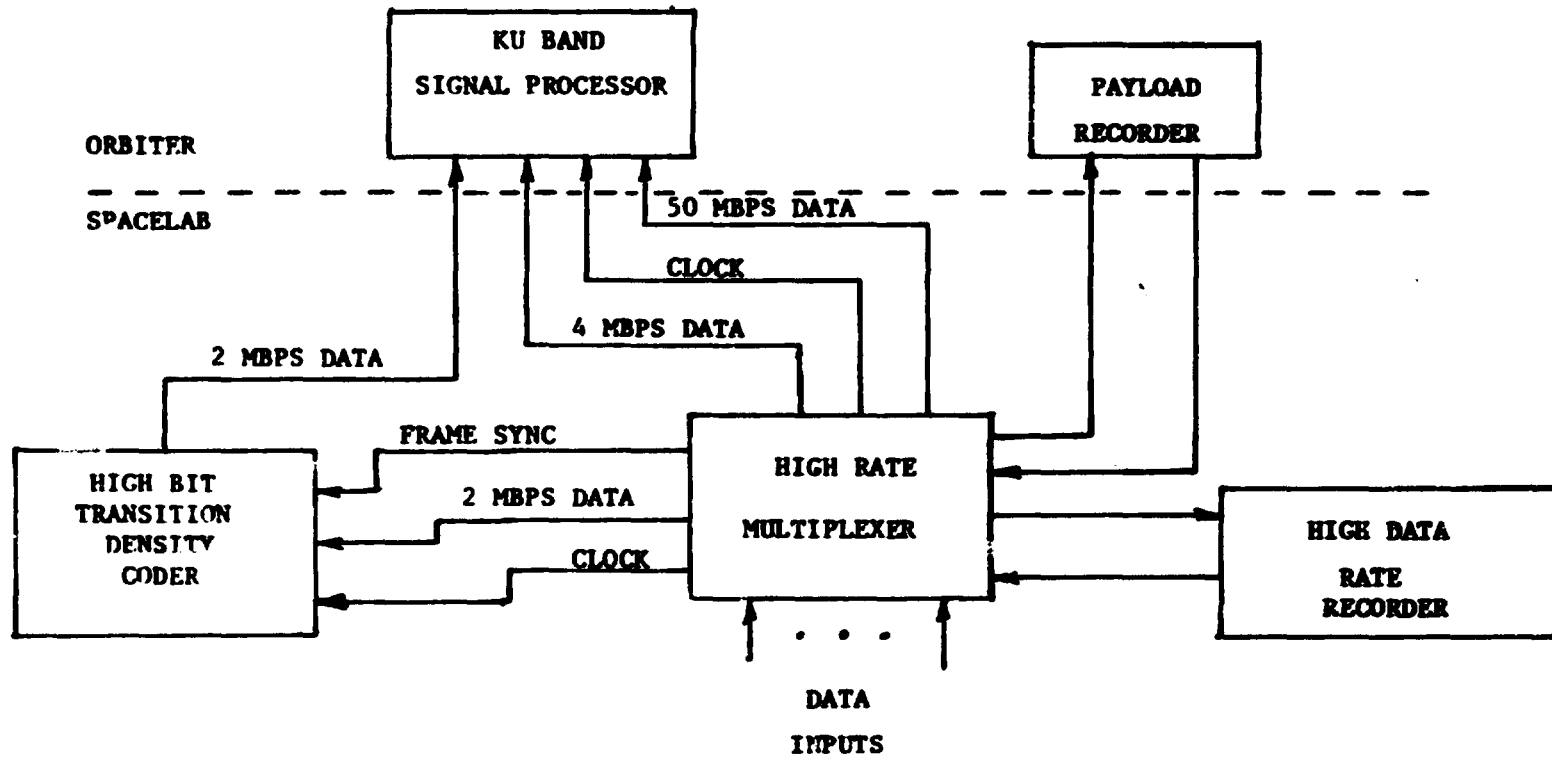 KU BAND
SIGNAL PROCESSOR
PAYLOAD
RECORDER
ORBITER
SPACELAB
50 MBPS DATA
CLOCK
4 MBPS DATA
2 MBPS DATA
FRAME SYNC
2 MBPS DATA
CLOCK
HIGH BIT
TRANSITION
DENSITY
CODER
HIGH RATE
MULTIPLEXER
HIGH DATA
RATE
RECORDER
. . .
DATA
INPUTS